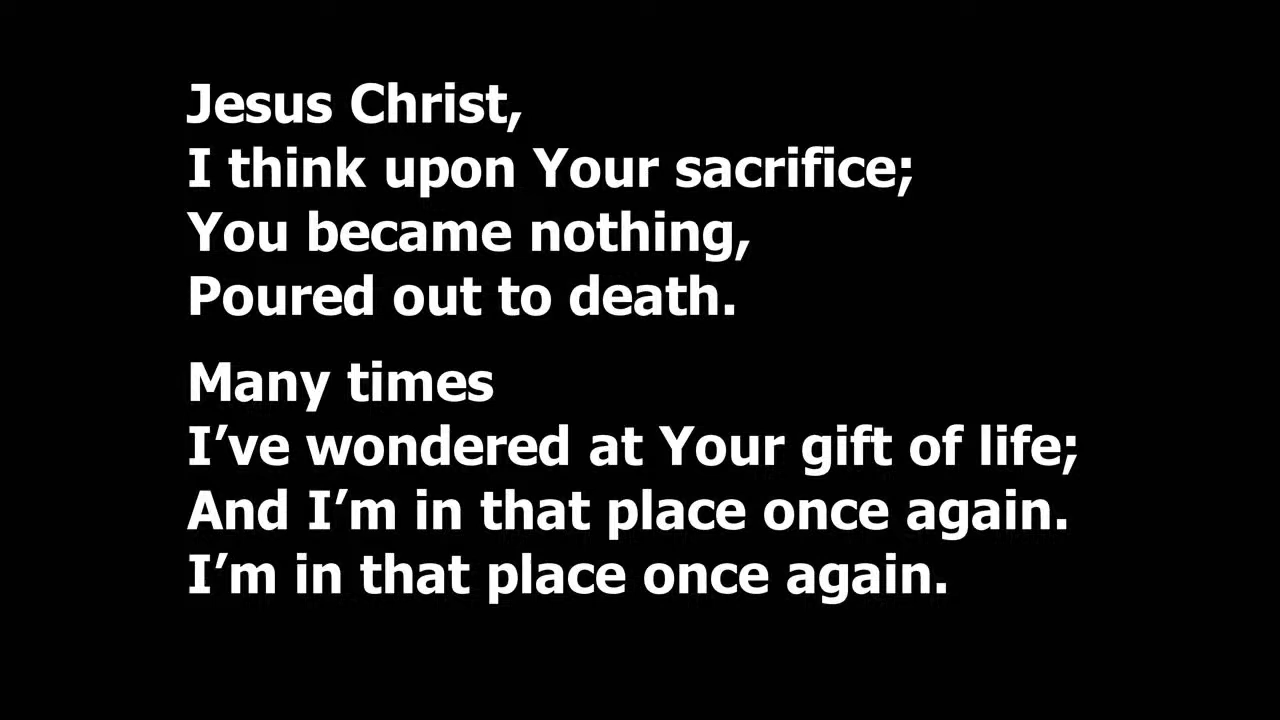 Jesus Christ,
I think upon Your sacrifice;
You became nothing,
Poured out to death.
Many times
I’ve wondered at Your gift of life;
And I’m in that place once again.
I’m in that place once again.